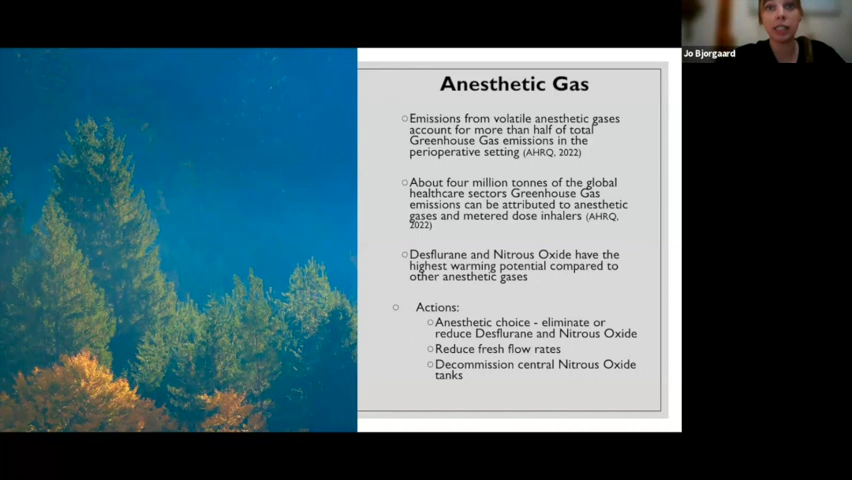 Jo Bjorgaard
Anesthetic Gas
○Emissions from volatile anesthetic gases
account for more than half of total
Greenhouse Gas emissions in the
perioperative setting (AHRQ, 2022)
○About four million tonnes of the global
healthcare sectors Greenhouse Gas
emissions can be attributed to anesthetic
gases and metered dose inhalers (AHRQ,
2022)
○Desflurane and Nitrous Oxide have the
highest warming potential compared to
other anesthetic gases
○ Actions:
○Anesthetic choice - eliminate or
reduce Desflurane and Nitrous Oxide
○Reduce fresh flow rates
○Decommission central Nitrous Oxide
tanks